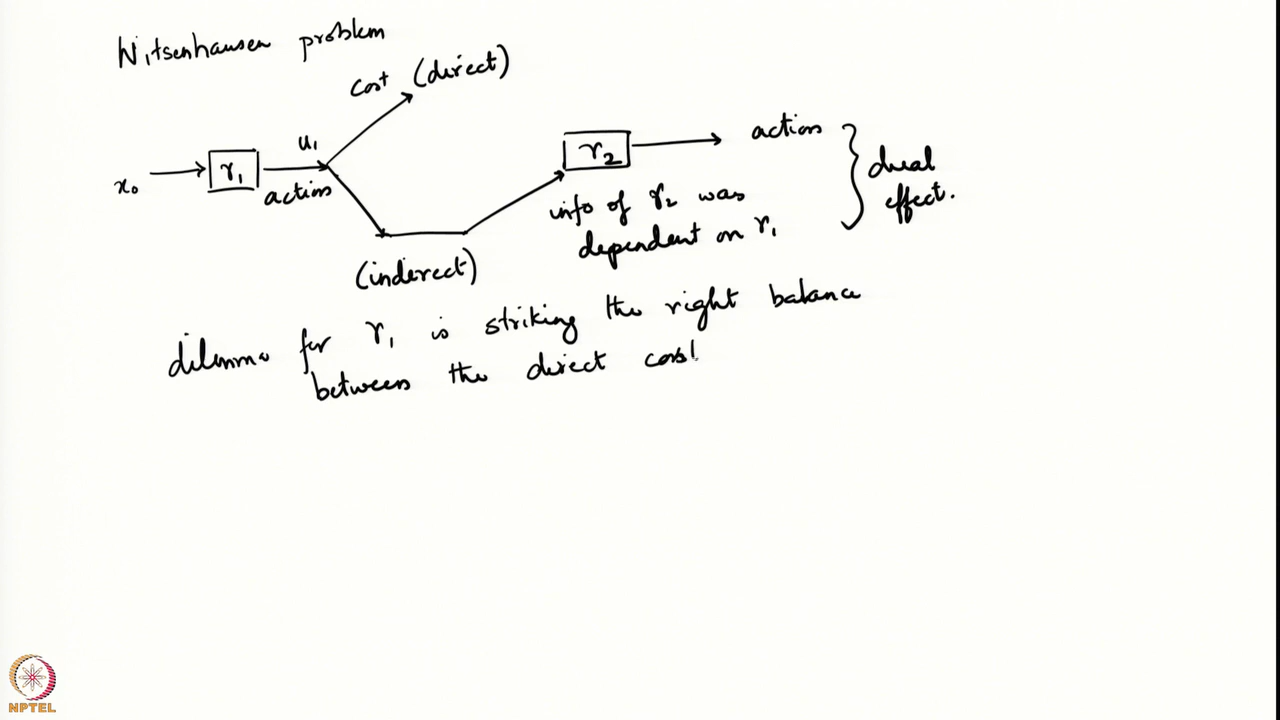 Witsenhausen problem
cost (direct)
x₀ γ₁ u₁ action
(indirect)
γ₂ action
info of γ₂ was
dependent on γ₁
dual
effect.
dilemma for γ₁ is striking the right balance
between the direct cost
NPTEL